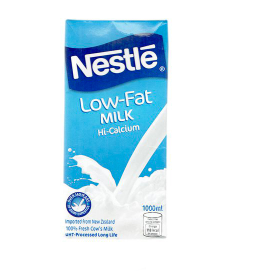 Nestlé
Low-Fat
MILK
Hi-Calcium
1000ml
Imported from New Zealand
100% Fresh Cow's Milk
UHT-Processed Long Life